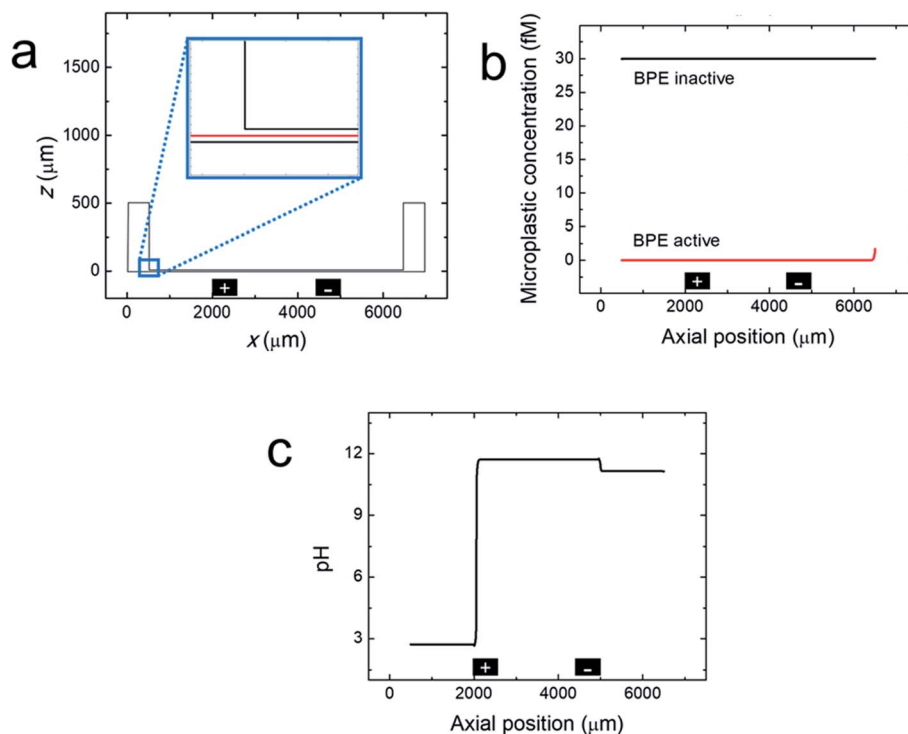 a
1500
1000
500
0
z (μm)
+
-
0 2000 4000 6000
x (μm)
b
30
25
20
15
10
5
0
Microplastic concentration (fM)
BPE inactive
BPE active
+
-
0 2000 4000 6000
Axial position (μm)
c
12
9
6
3
pH
+
-
0 2000 4000 6000
Axial position (μm)